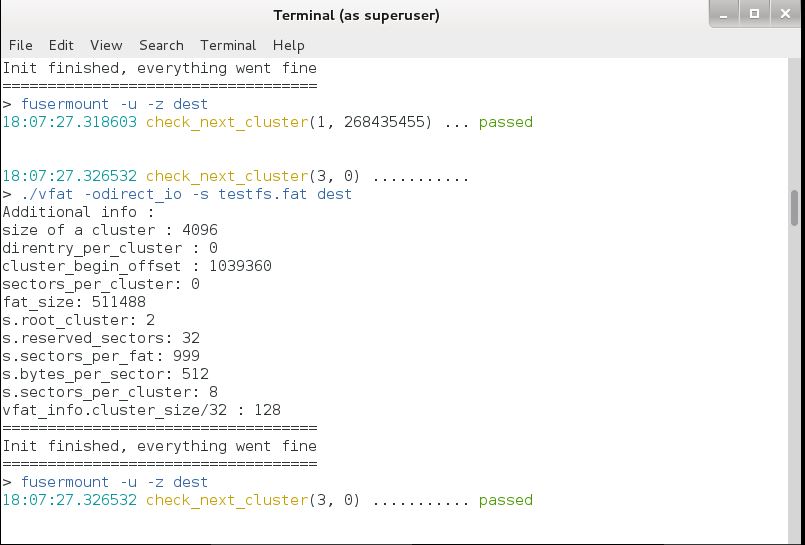 Terminal (as superuser)
File Edit View Search Terminal Help
Init finished, everything went fine
===================================
> fusermount -u -z dest
18:07:27.318603 check_next_cluster(1, 268435455) ... passed
18:07:27.326532 check_next_cluster(3, 0) ...........
> ./vfat -odirect_io -s testfs.fat dest
Additional info :
size of a cluster : 4096
direntry_per_cluster : 0
cluster_begin_offset : 1039360
sectors_per_cluster: 0
fat_size: 511488
s.root_cluster: 2
s.reserved_sectors: 32
s.sectors_per_fat: 999
s.bytes_per_sector: 512
s.sectors_per_cluster: 8
vfat_info.cluster_size/32 : 128
===================================
Init finished, everything went fine
===================================
> fusermount -u -z dest
18:07:27.326532 check_next_cluster(3, 0) ........... passed